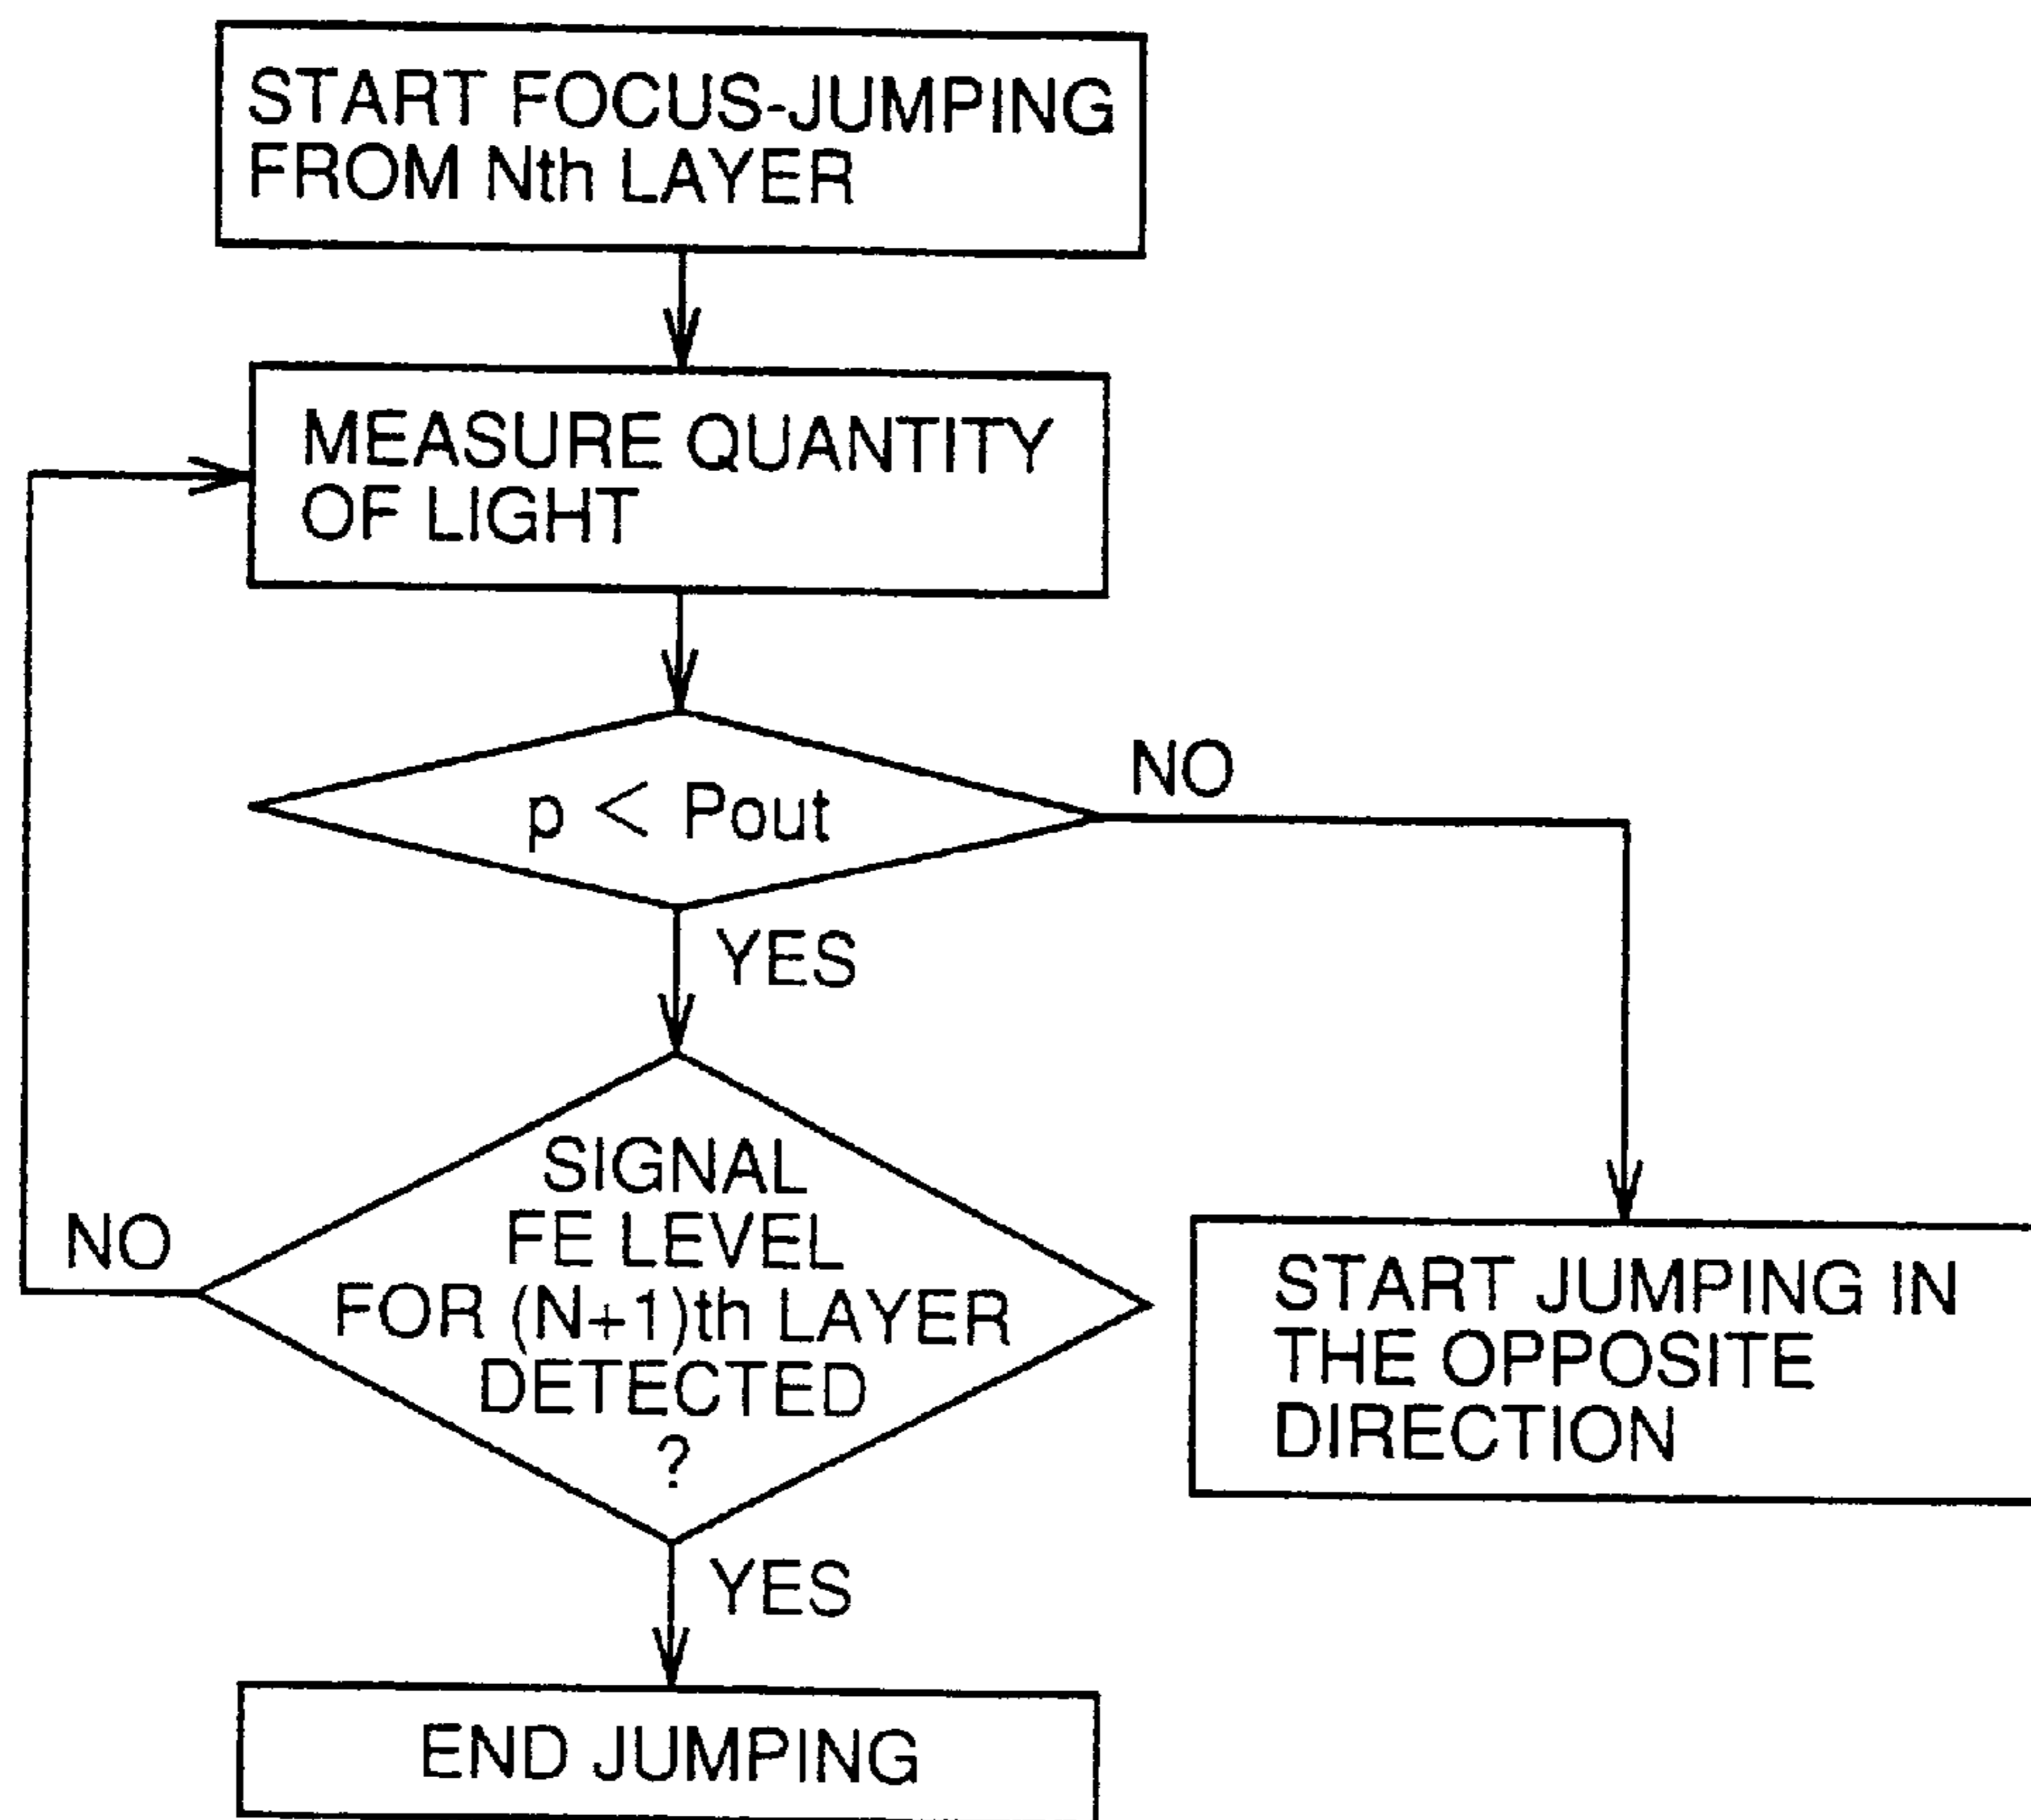 START FOCUS-JUMPING
FROM Nth LAYER
MEASURE QUANTITY
OF LIGHT
p < Pout
NO
YES
SIGNAL
FE LEVEL
FOR (N+1)th LAYER
DETECTED
?
NO
YES
START JUMPING IN
THE OPPOSITE
DIRECTION
END JUMPING